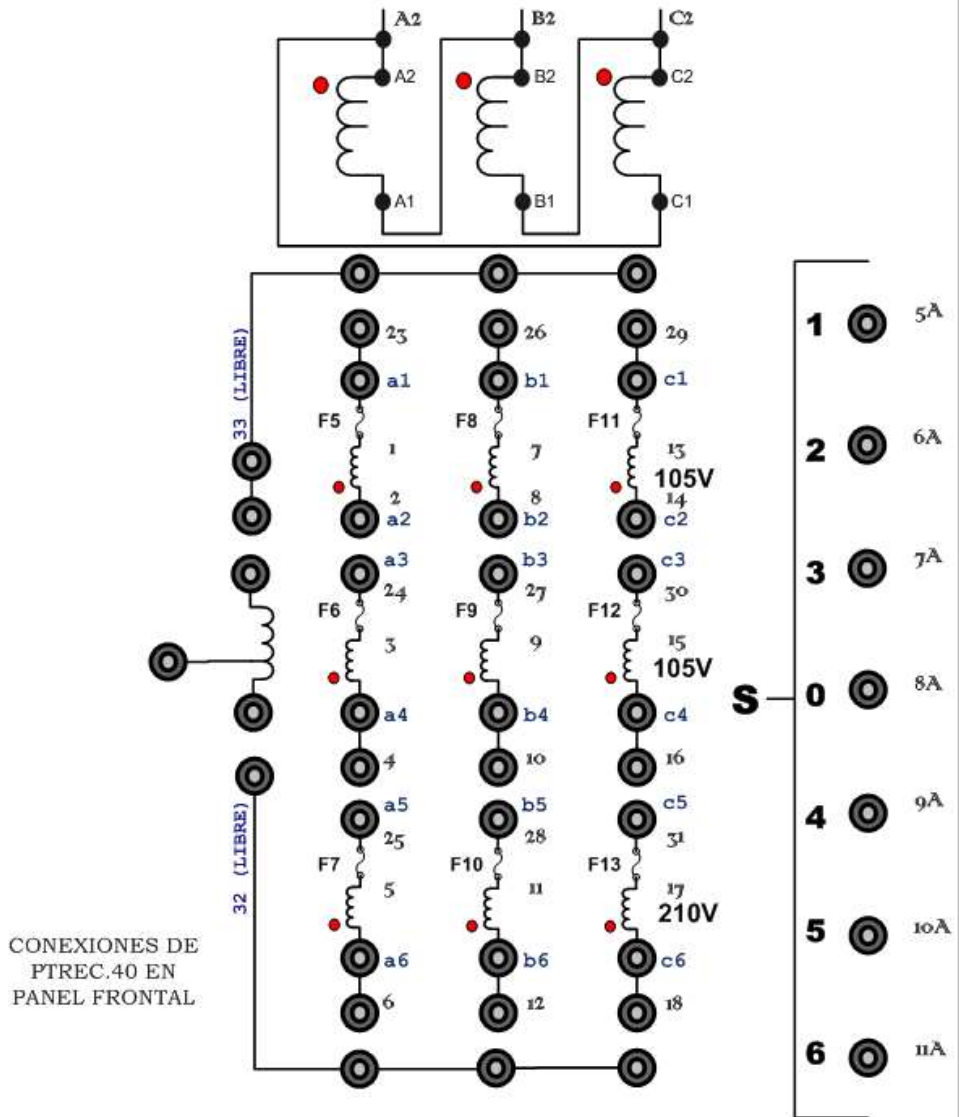 A2 B2 C2
A2 B2 C2
A1 B1 C1
33 (LIBRE)
23 26 29
1 5A
a1 b1 c1
F5 F8 F11
1 7 13
2 6A
105V
2 8 14
a2 b2 c2
a3 b3 c3
3 7A
24 27 30
F6 F9 F12
3 9 15
105V
S 0 8A
a4 b4 c4
4 10 16
a5 b5 c5
4 9A
25 28 31
F7 F10 F13
32 (LIBRE)
5 11 17
210V
5 10A
a6 b6 c6
6 12 18
CONEXIONES DE
PTREC.40 EN
PANEL FRONTAL
6 11A